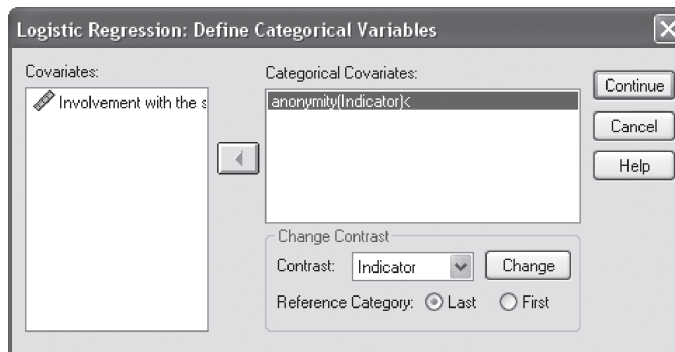 Logistic Regression: Define Categorical Variables
Covariates:
Involvement with the s
Categorical Covariates:
anonymity(Indicator)<
Continue
Cancel
Help
Change Contrast
Contrast: Indicator Change
Reference Category: Last First